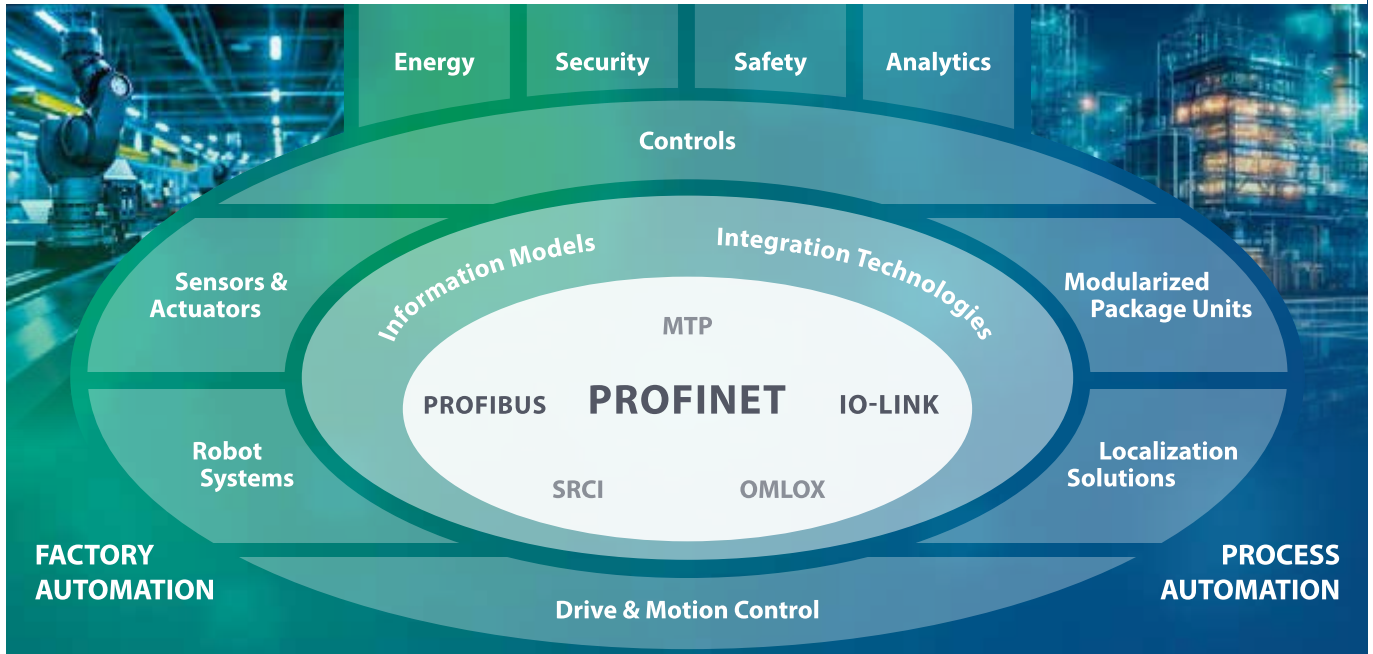 Energy
Security
Safety
Analytics
Controls
Information Models
Integration Technologies
Sensors &
Actuators
Modularized
Package Units
MTP
PROFIBUS
PROFINET
IO-LINK
Robot
Systems
Localization
Solutions
SRCI
OMLOX
FACTORY
AUTOMATION
PROCESS
AUTOMATION
Drive & Motion Control